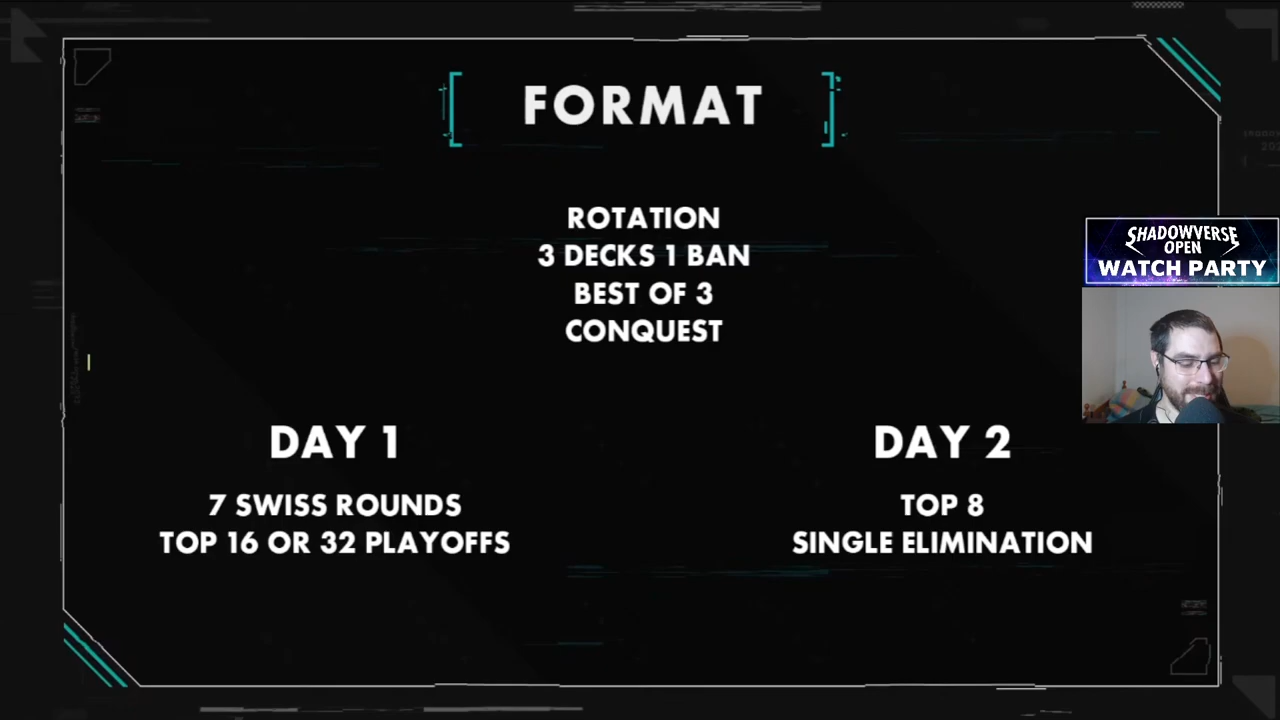 FORMAT
ROTATION
3 DECKS 1 BAN
BEST OF 3
CONQUEST
SHADOWVERSE
OPEN
WATCH PARTY
DAY 1
7 SWISS ROUNDS
TOP 16 OR 32 PLAYOFFS
DAY 2
TOP 8
SINGLE ELIMINATION